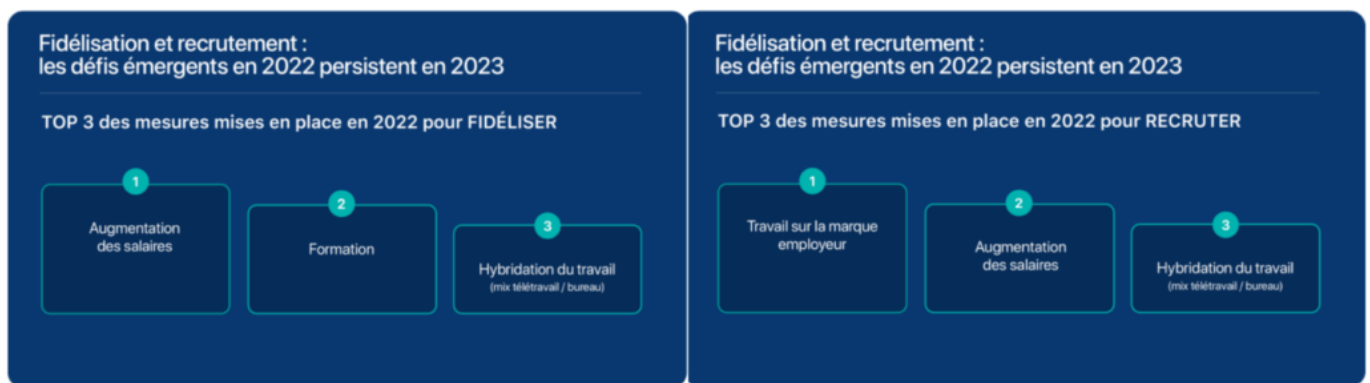 Fidélisation et recrutement :
les défis émergents en 2022 persistent en 2023
TOP 3 des mesures mises en place en 2022 pour FIDÉLISER
1
Augmentation
des salaires
2
Formation
3
Hybridation du travail
(mix télétravail / bureau)
Fidélisation et recrutement :
les défis émergents en 2022 persistent en 2023
TOP 3 des mesures mises en place en 2022 pour RECRUTER
1
Travail sur la marque
employeur
2
Augmentation
des salaires
3
Hybridation du travail
(mix télétravail / bureau)